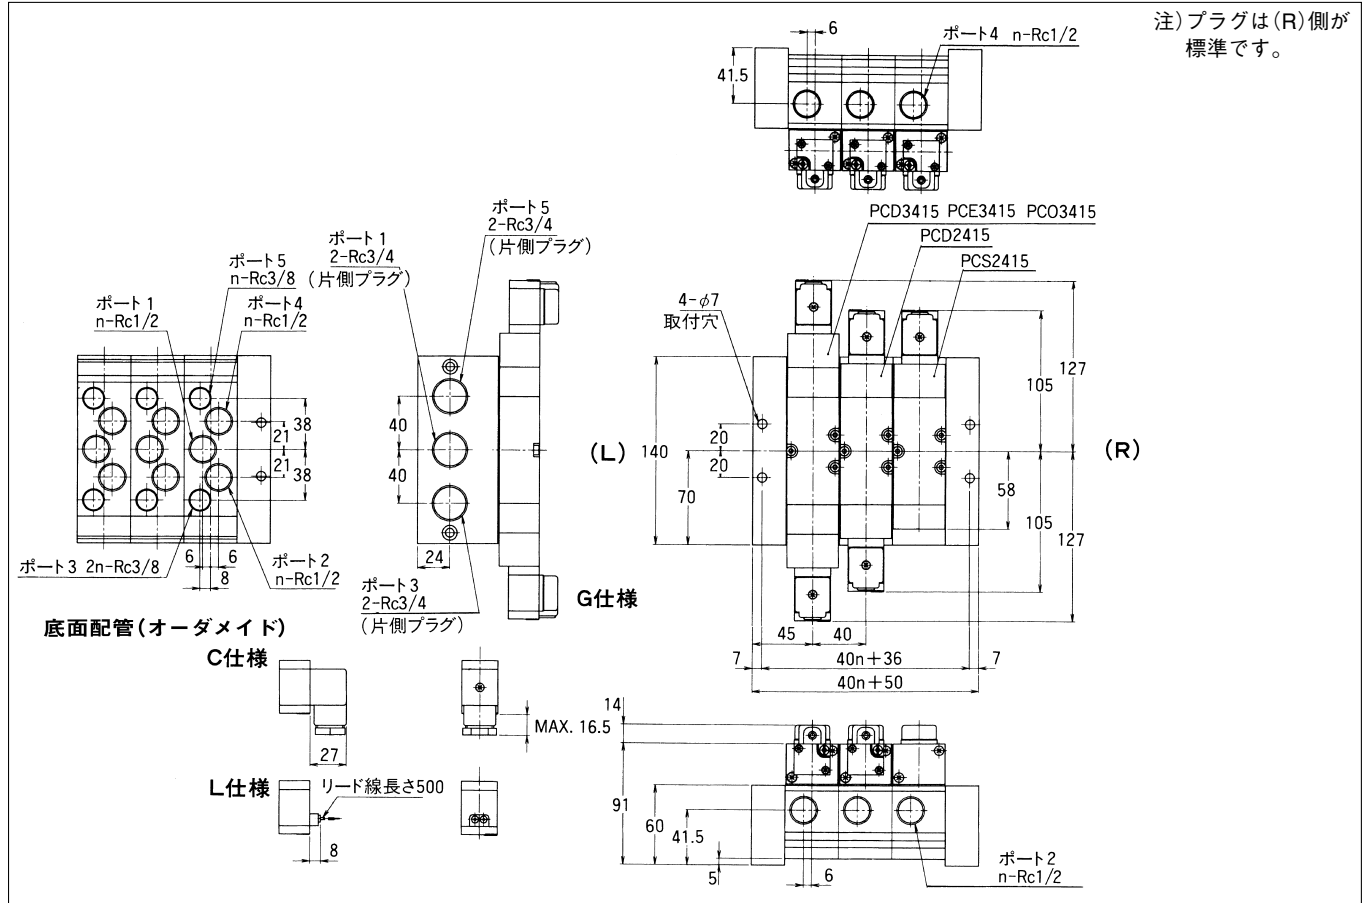 注)プラグは(R)側が
標準です。
6
ポート4 n-Rc1/2
41.5
PCD3415 PCE3415 PCO3415
PCD2415
PCS2415
ポート5
2-Rc3/4
(片側プラグ)
ポート1
2-Rc3/4
(片側プラグ)
ポート5
n-Rc3/8
ポート1
n-Rc1/2
ポート4
n-Rc1/2
38
21
21
38
6
6
8
ポート3 2n-Rc3/8
ポート2
n-Rc1/2
底面配管(オーダメイド)
40
40
24
ポート3
2-Rc3/4
(片側プラグ)
G仕様
4-φ7
取付穴
(L)
(R)
140
70
20
20
58
105
127
105
127
45
40
7
40n+36
7
40n+50
C仕様
27
MAX. 16.5
L仕様
リード線長さ500
8
14
91
60
41.5
5
6
ポート2
n-Rc1/2